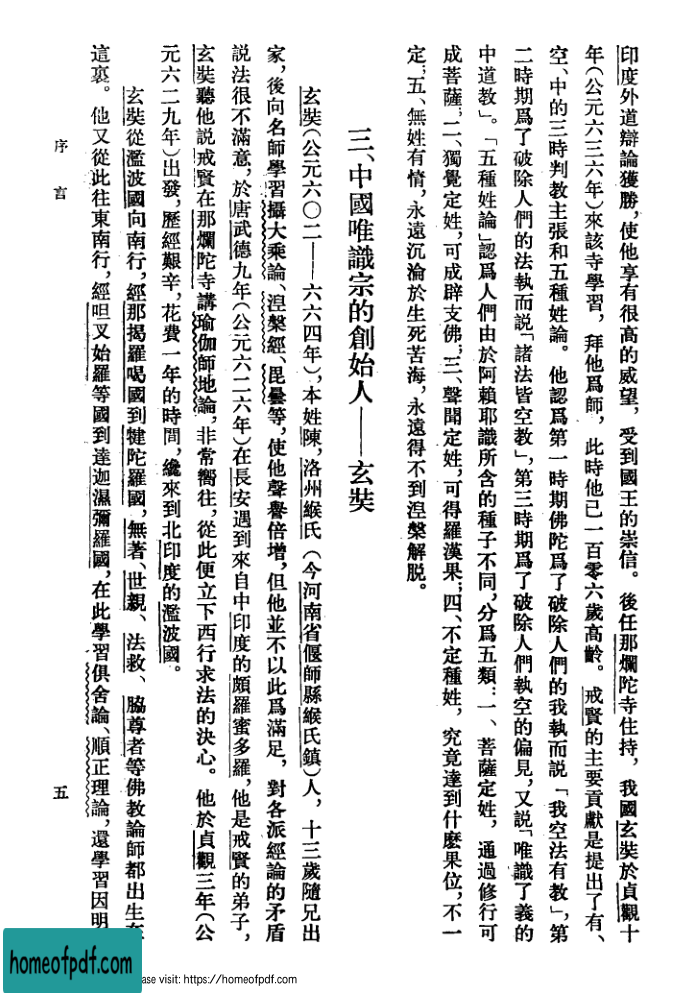 印度外道辯論獲勝,使他享有很高的威望,受到國王的崇信。後任那爛陀寺住持,我國玄奘於貞觀十
年(公元六三六年)來該寺學習,拜他爲師,此時他已一百零六歲高齡。戒賢的主要貢獻是提出了有、
空、中的三時判教主張和五種姓論。他認爲第一時期佛陀爲了破除人們的我執而説「我空法有教」,第
二時期爲了破除人們的法執而説「諸法皆空教」,第三時期爲了破除人們執空的偏見,又説「唯識了義的
中道教」。「五種姓論」認爲人們由於阿賴耶識所含的種子不同,分爲五類:一、菩薩定姓,通過修行可
成菩薩;二、獨覺定姓,可成辟支佛;三、聲聞定姓,可得羅漢果;四、不定種姓,究竟達到什麽果位,不一
定;五、無姓有情,永遠沉淪於生死苦海,永遠得不到涅槃解脱。
三、中國唯識宗的創始人——玄奘
玄奘(公元六〇二——六六四年),本姓陳,洛州緱氏(今河南省偃師縣緱氏鎮)人,十三歲隨兄出
家,後向名師學習攝大乘論、涅槃經、毘曇等,使他聲譽倍增,但他並不以此爲滿足,對各派經論的矛盾
説法很不滿意,於唐武德九年(公元六二六年)在長安遇到來自中印度的頗羅蜜多羅,他是戒賢的弟子,
玄奘聽他説戒賢在那爛陀寺講瑜伽師地論,非常嚮往,從此便立下西行求法的決心。他於貞觀三年(公
元六二九年)出發,歷經艱辛,花費一年的時間,纔來到北印度的濫波國。
玄奘從濫波國向南行,經那揭羅喝國到犍陀羅國,無著、世親、法救、脇尊者等佛教論師都出生在
這裏。他又從此往東南行,經呾叉始羅等國到達迦濕彌羅國,在此學習俱舍論、順正理論,還學習因明
序言
五
homeofpdf.com
ase visit: https://homeofpdf.com